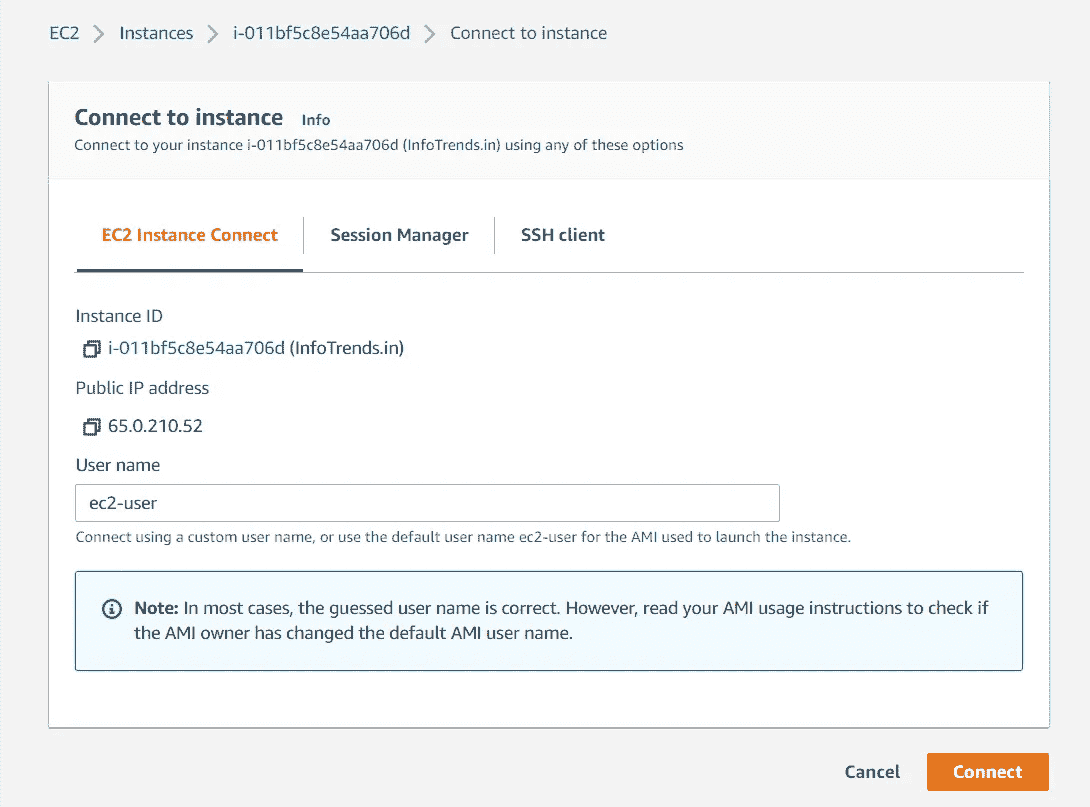 EC2 > Instances > i-011bf5c8e54aa706d > Connect to instance
Connect to instance Info
Connect to your instance i-011bf5c8e54aa706d (InfoTrends.in) using any of these options
EC2 Instance Connect Session Manager SSH client
Instance ID
i-011bf5c8e54aa706d (InfoTrends.in)
Public IP address
65.0.210.52
User name
ec2-user
Connect using a custom user name, or use the default user name ec2-user for the AMI used to launch the instance.
Note: In most cases, the guessed user name is correct. However, read your AMI usage instructions to check if
the AMI owner has changed the default AMI user name.
Cancel Connect